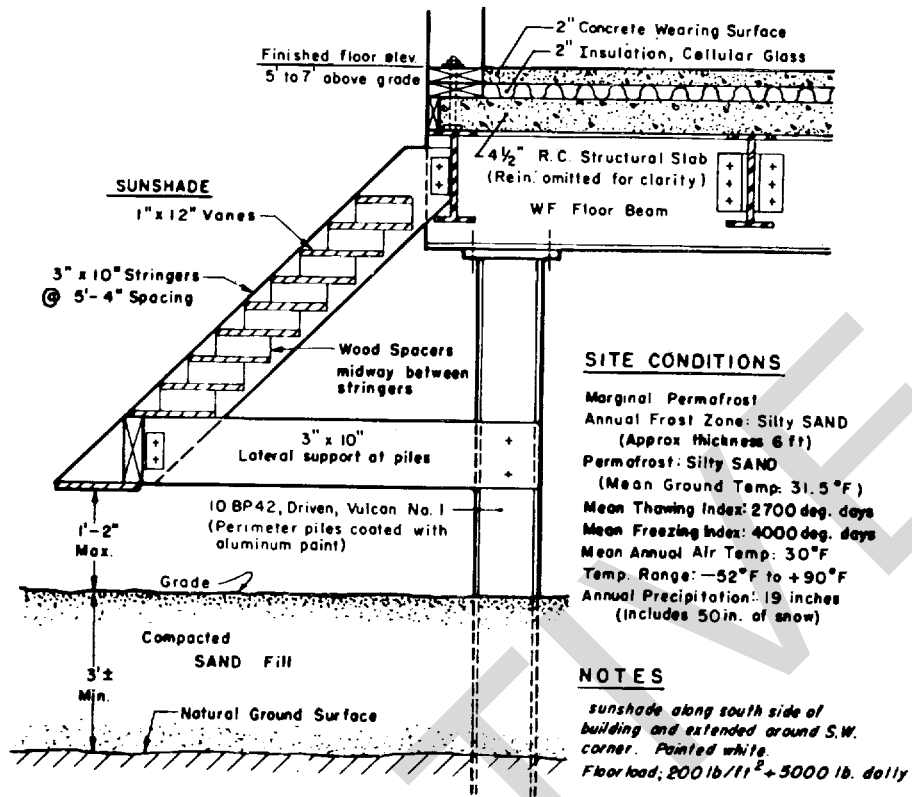 2" Concrete Wearing Surface
2" Insulation, Cellular Glass
Finished floor elev.
5' to 7' above grade
4 1/2" R.C. Structural Slab
(Rein. omitted for clarity)
WF Floor Beam
SUNSHADE
1" x 12" Vanes
3" x 10" Stringers
@ 5'-4" Spacing
Wood Spacers
midway between
stringers
3" x 10"
Lateral support at piles
10 BP42, Driven, Vulcan No. 1
(Perimeter piles coated with
aluminum paint)
1'-2"
Max.
Grade
Compacted
SAND Fill
3'±
Min.
Natural Ground Surface
SITE CONDITIONS
Marginal Permafrost
Annual Frost Zone: Silty SAND
(Approx thickness 6 ft)
Permafrost: Silty SAND
(Mean Ground Temp: 31.5°F)
Mean Thawing Index: 2700 deg. days
Mean Freezing Index: 4000 deg. days
Mean Annual Air Temp: 30°F
Temp. Range: -52°F to +90°F
Annual Precipitation: 19 inches
(Includes 50 in. of snow)
NOTES
sunshade along south side of
building and extended around S.W.
corner. Painted white.
Floor load; 200 lb/ft² + 5000 lb. dolly
TIVE